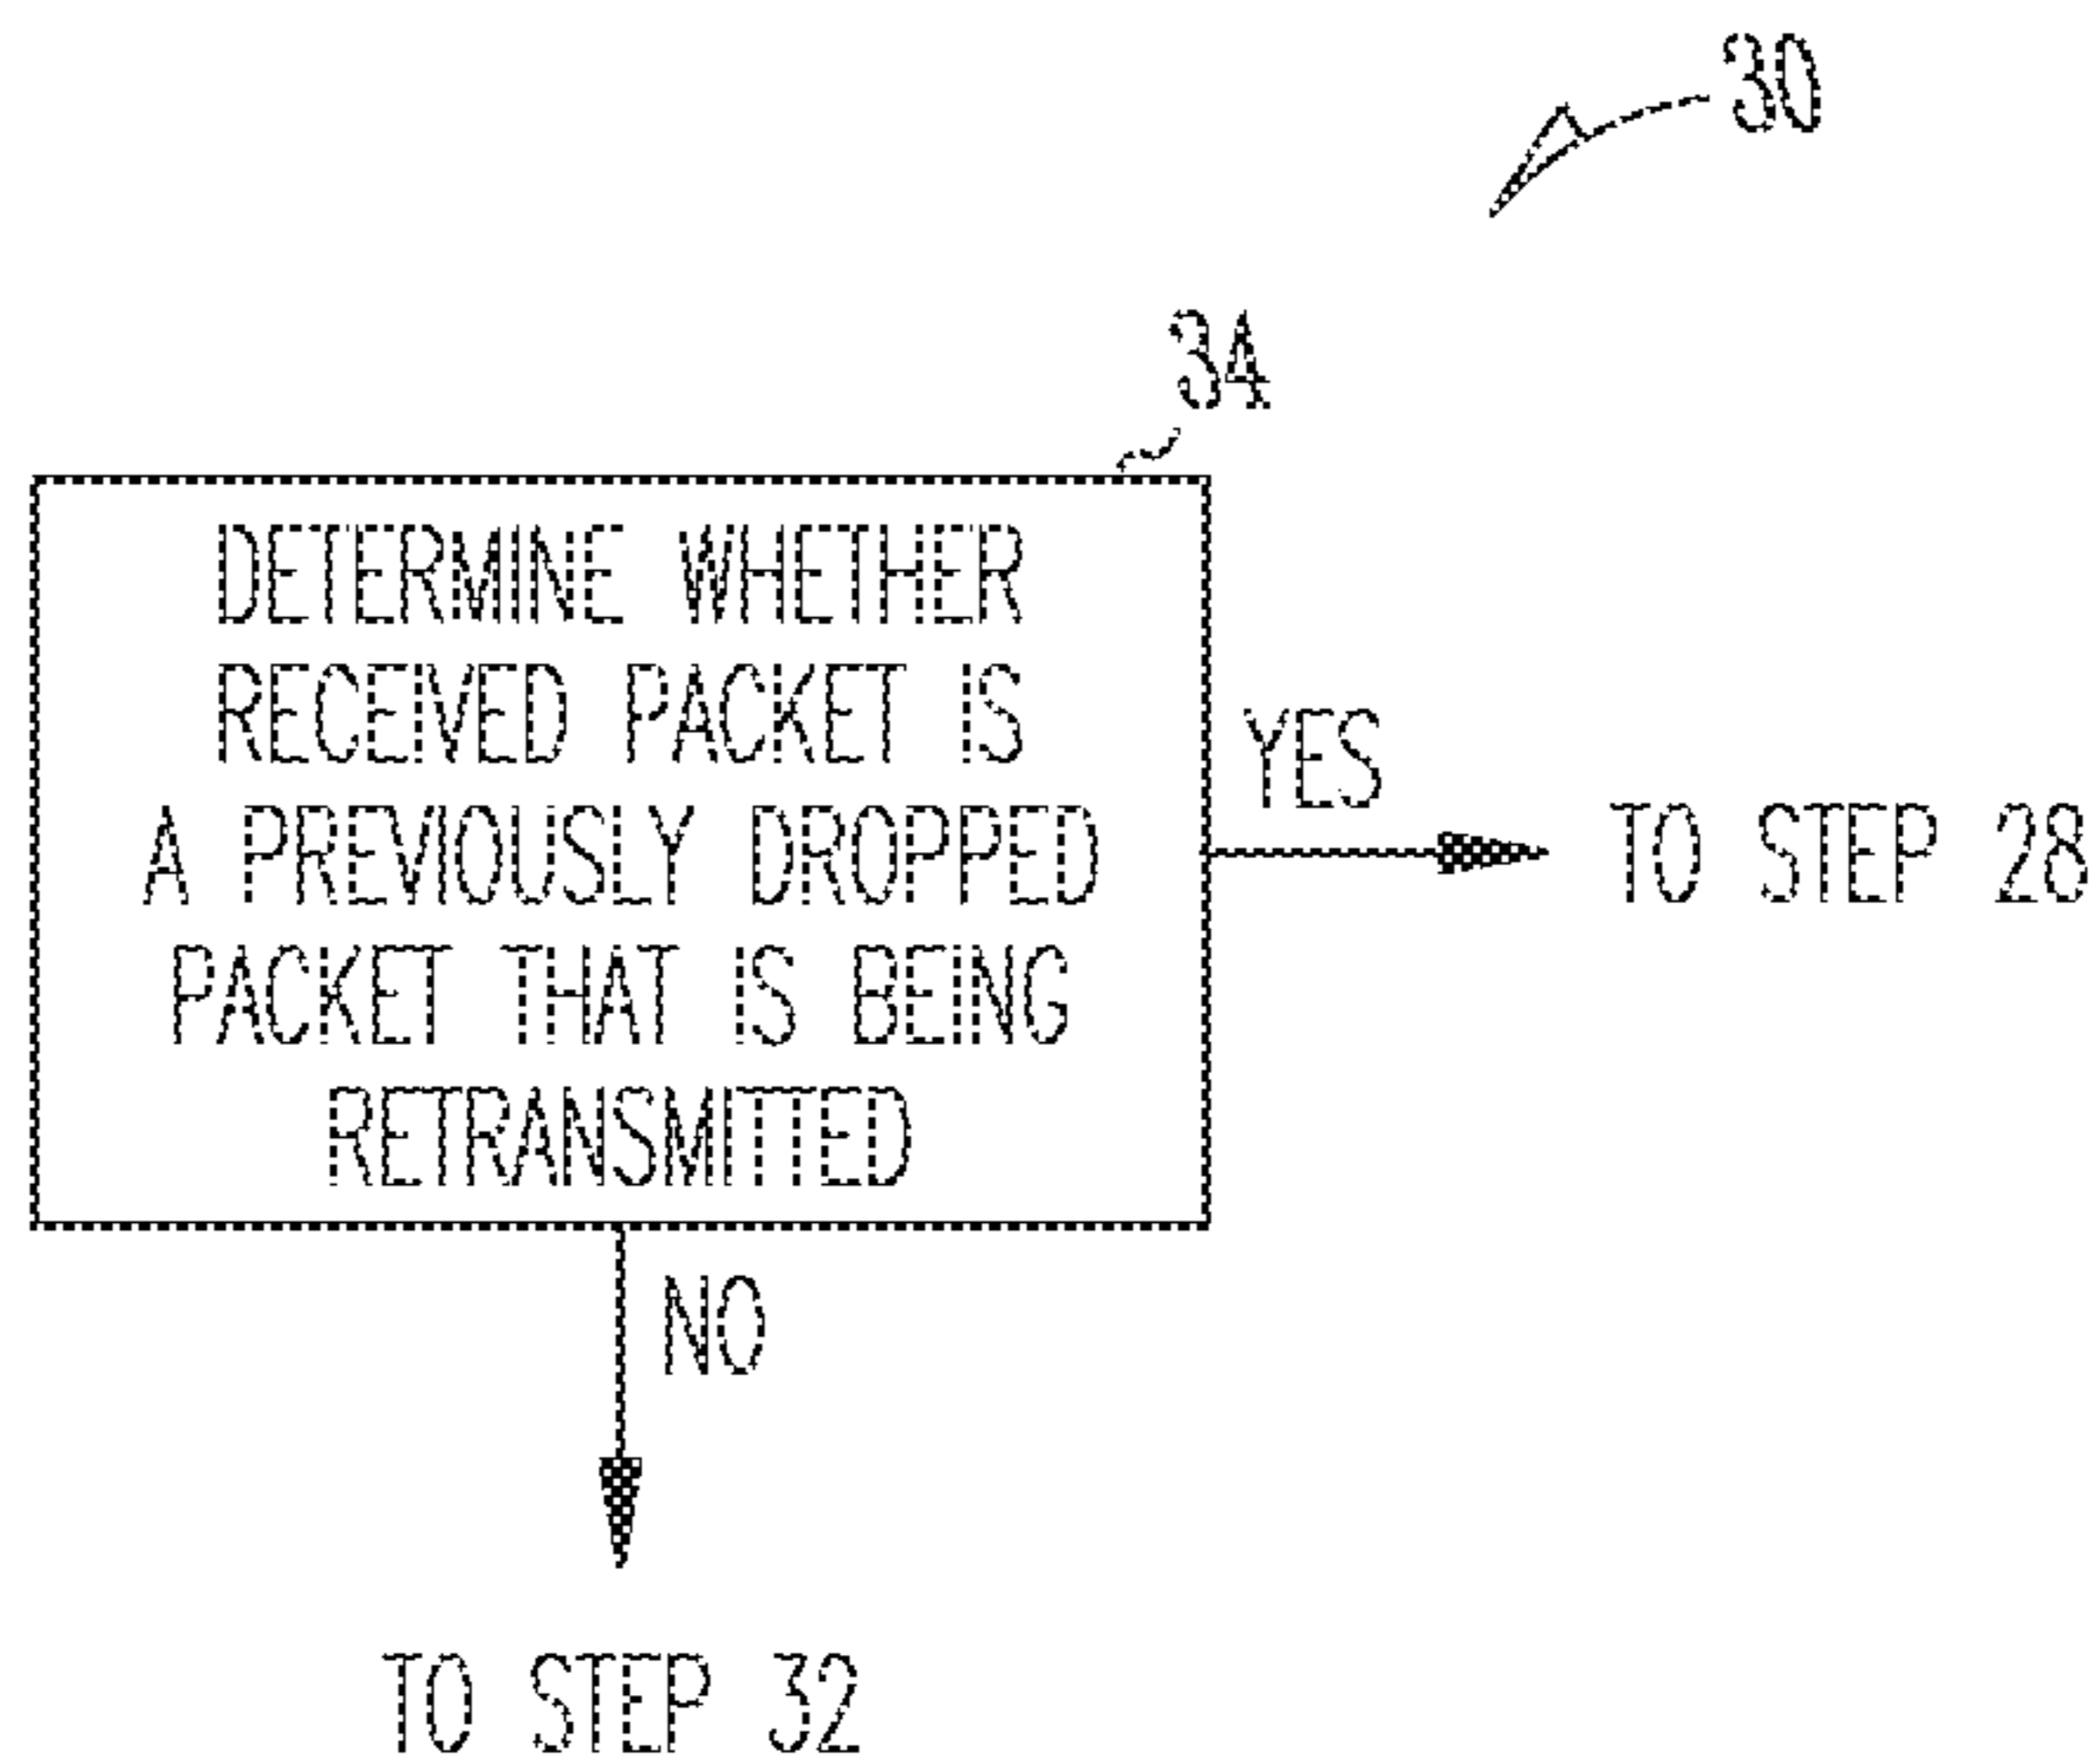 30
34
DETERMINE WHETHER
RECEIVED PACKET IS
A PREVIOUSLY DROPPED
PACKET THAT IS BEING
RETRANSMITTED
YES
TO STEP 28
NO
TO STEP 32